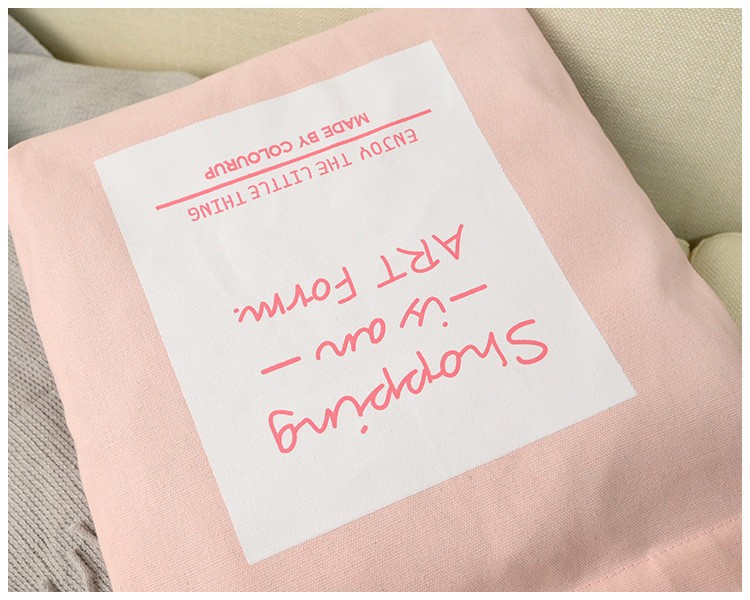 Shopping
— is an —
ART Form.
ENJOY THE LITTLE THING
MADE BY COLOURUP